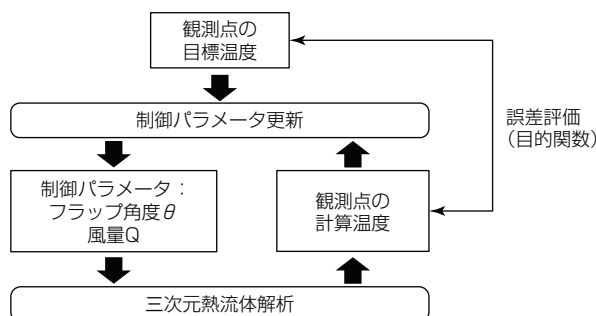 観測点の
目標温度
制御パラメータ更新
誤差評価
（目的関数）
制御パラメータ：
フラップ角度θ
風量Q
観測点の
計算温度
三次元熱流体解析